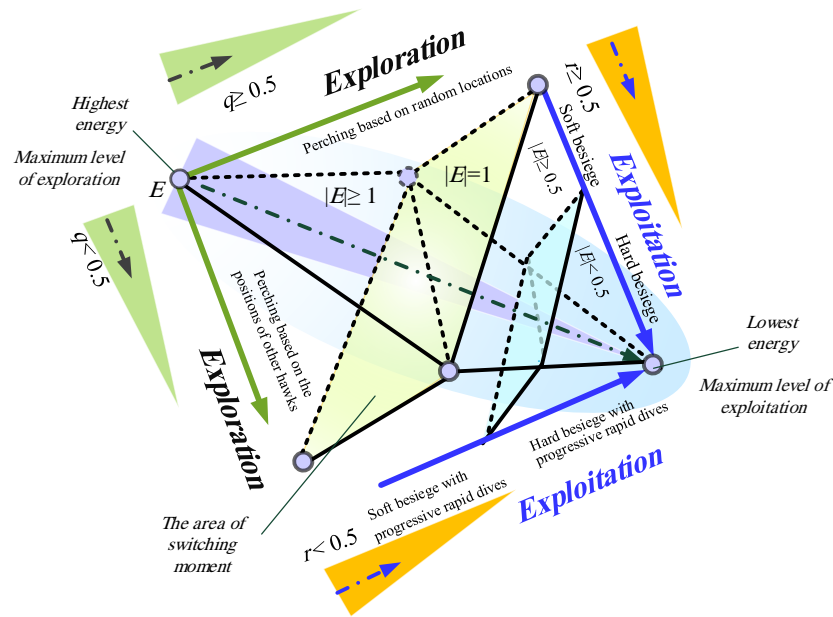 Exploration
q≥ 0.5
Perching based on random locations
Highest
energy
Maximum level
of exploration
E
|E|≥ 1
|E|=1
r≥ 0.5
Soft besiege
|E|≥ 0.5
Exploitation
|E|< 0.5
Hard besiege
q< 0.5
Perching based on the
positions of other hawks
Exploration
Lowest
energy
Maximum level of
exploitation
Hard besiege with
progressive rapid dives
Exploitation
Soft besiege with
progressive rapid dives
The area of
switching
moment
r< 0.5